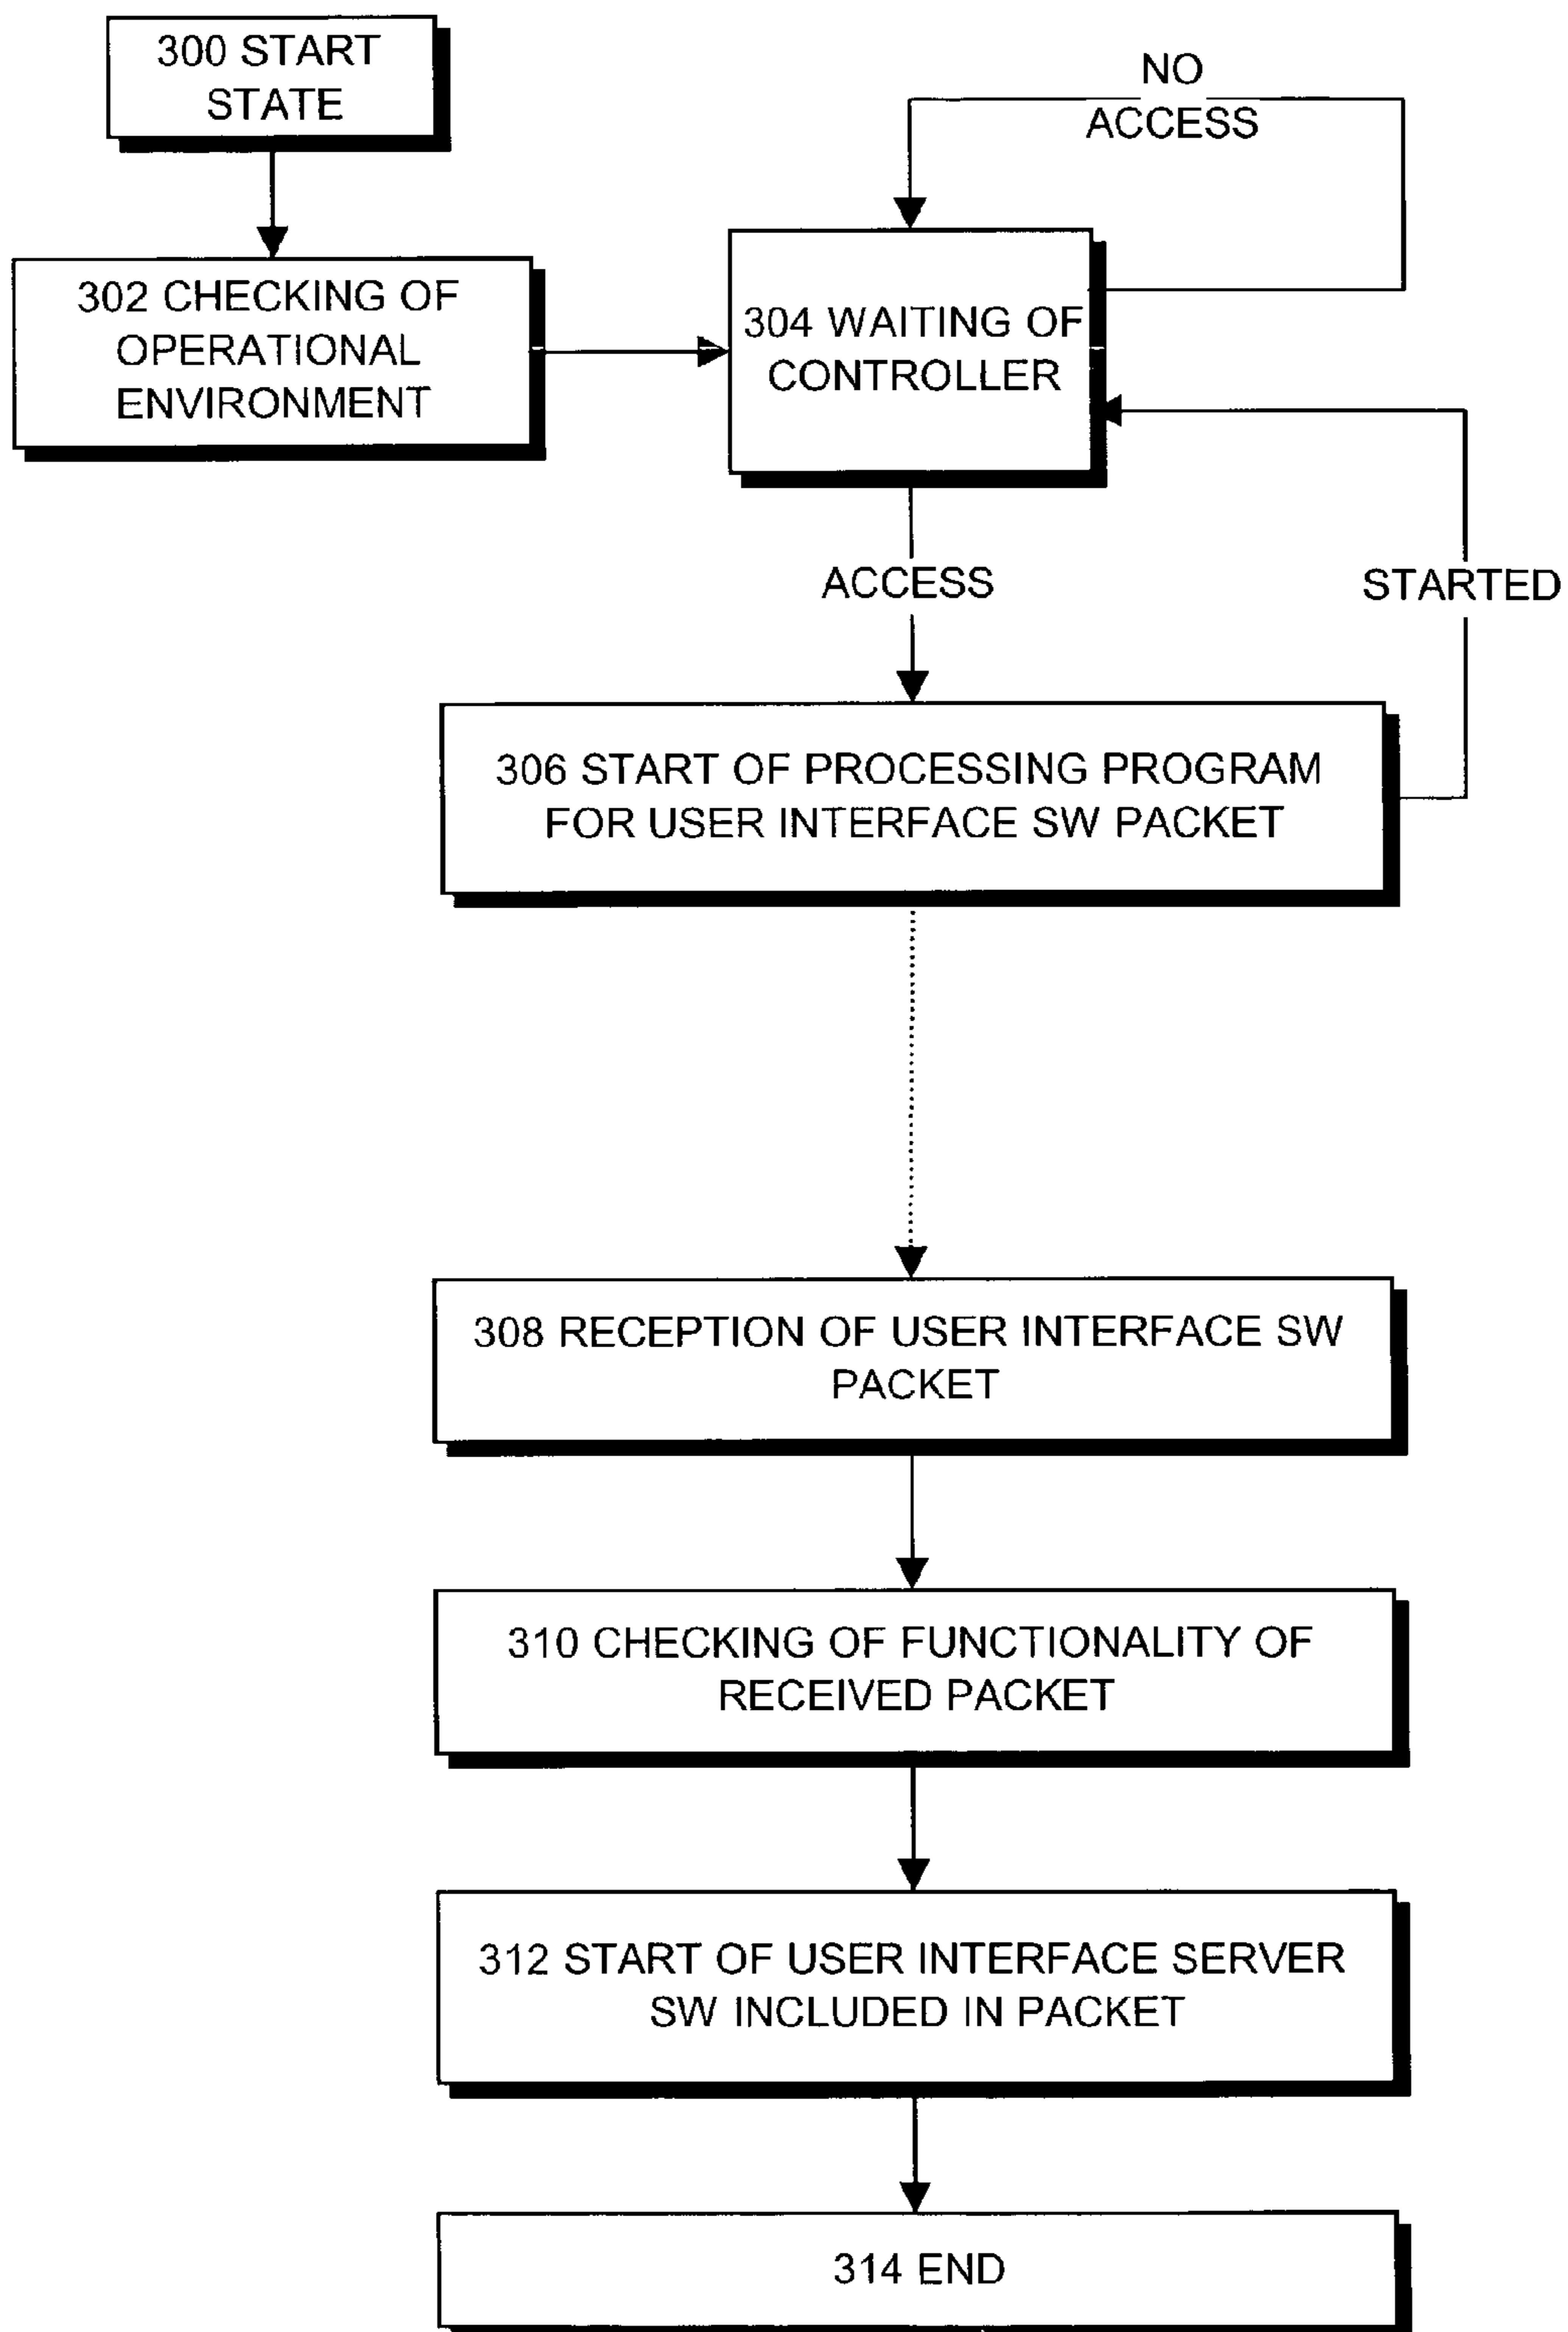 300 START
STATE
NO
ACCESS
302 CHECKING OF
OPERATIONAL
ENVIRONMENT
304 WAITING OF
CONTROLLER
ACCESS
STARTED
306 START OF PROCESSING PROGRAM
FOR USER INTERFACE SW PACKET
308 RECEPTION OF USER INTERFACE SW
PACKET
310 CHECKING OF FUNCTIONALITY OF
RECEIVED PACKET
312 START OF USER INTERFACE SERVER
SW INCLUDED IN PACKET
314 END